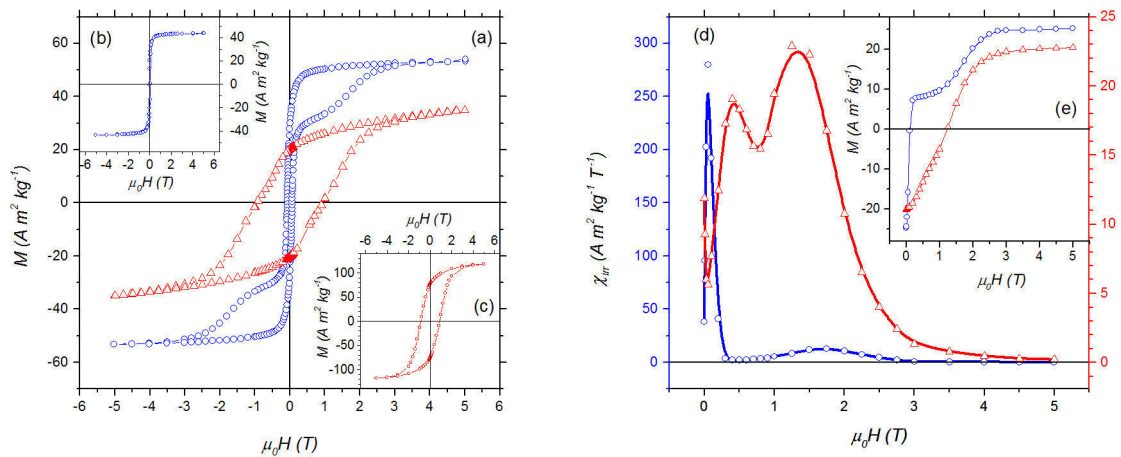 (a)
60
40
20
0
-20
-40
-60
M (A m² kg⁻¹)
-6 -5 -4 -3 -2 -1 0 1 2 3 4 5 6
μ₀H (T)
(b)
40
20
0
-20
-40
M (A m² kg⁻¹)
-6 -4 -2 0 2 4 6
μ₀H (T)
μ₀H (T)
-6 -4 -2 0 2 4 6
100
50
0
-50
-100
M (A m² kg⁻¹)
(c)
(d)
300
250
200
150
100
50
0
χirr (A m² kg⁻¹ T⁻¹)
0 1 2 3 4 5
μ₀H (T)
25
20
15
10
5
0
(e)
20
10
0
-10
-20
M (A m² kg⁻¹)
0 1 2 3 4 5
μ₀H (T)